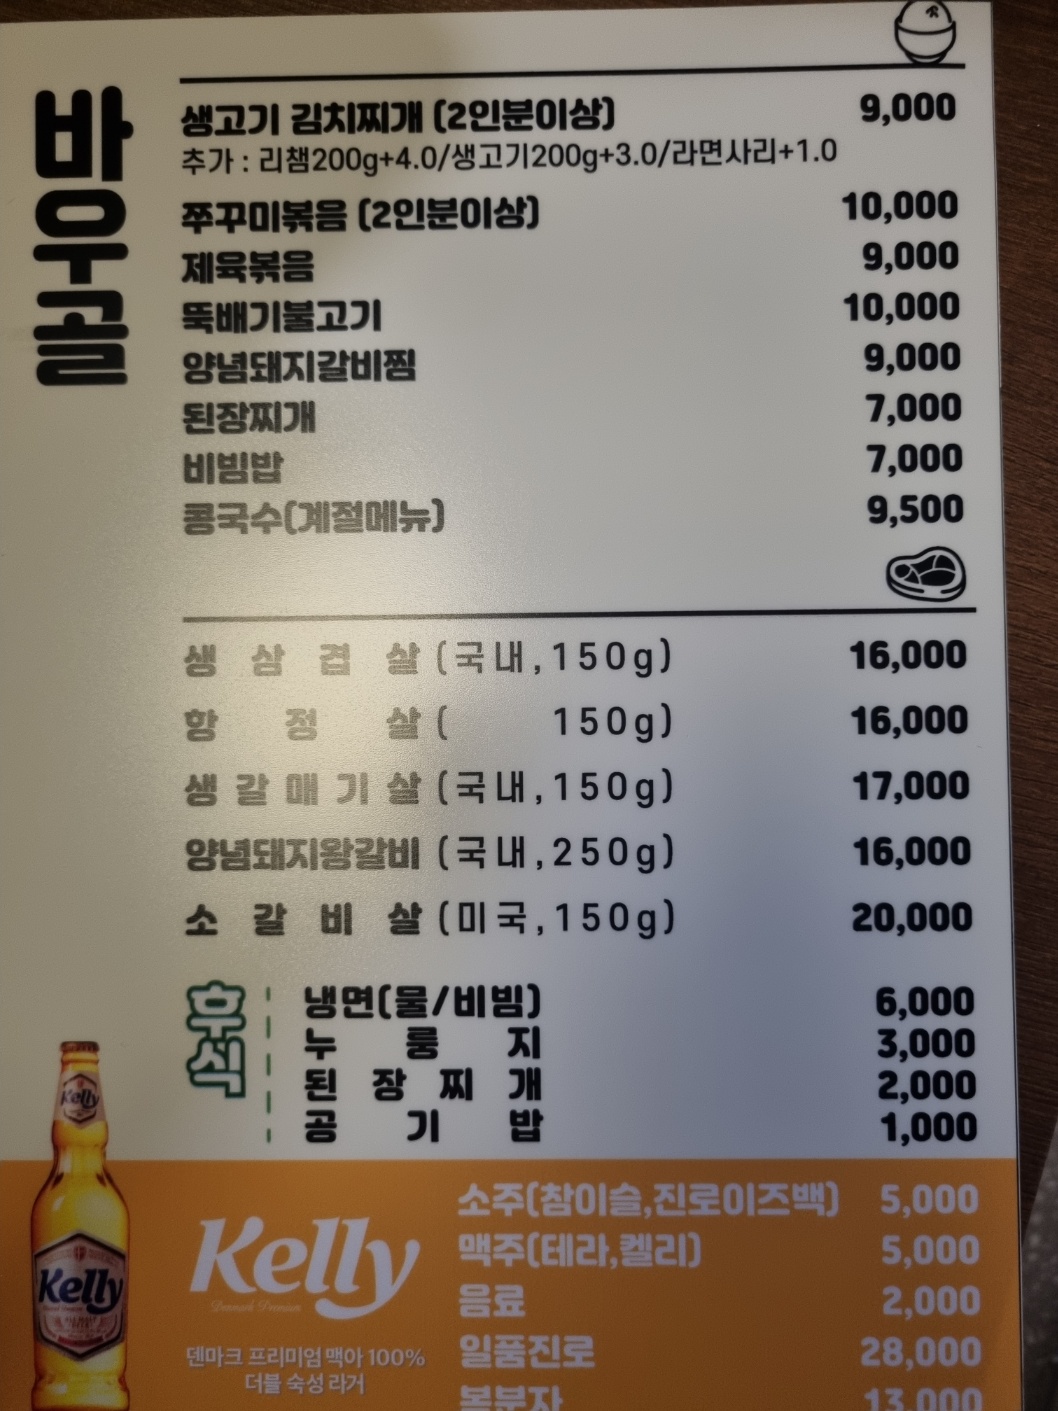 바우골
생고기 김치찌개 (2인분이상) 9,000
추가 : 리챔200g+4.0/생고기200g+3.0/라면사리+1.0
쭈꾸미볶음 (2인분이상) 10,000
제육볶음 9,000
뚝배기불고기 10,000
양념돼지갈비찜 9,000
된장찌개 7,000
비빔밥 7,000
콩국수(계절메뉴) 9,500
생삼겹살(국내,150g) 16,000
항정살( 150g) 16,000
생갈매기살(국내,150g) 17,000
양념돼지왕갈비(국내,250g) 16,000
소갈비살(미국,150g) 20,000
후식
냉면(물/비빔) 6,000
누룽지 3,000
된장찌개 2,000
공기밥 1,000
소주(참이슬,진로이즈백) 5,000
맥주(테라,켈리) 5,000
음료 2,000
일품진로 28,000
복분자 13,000
Kelly
Denmark Premium
덴마크 프리미엄 맥아 100%
더블 숙성 라거
Kelly
Kelly